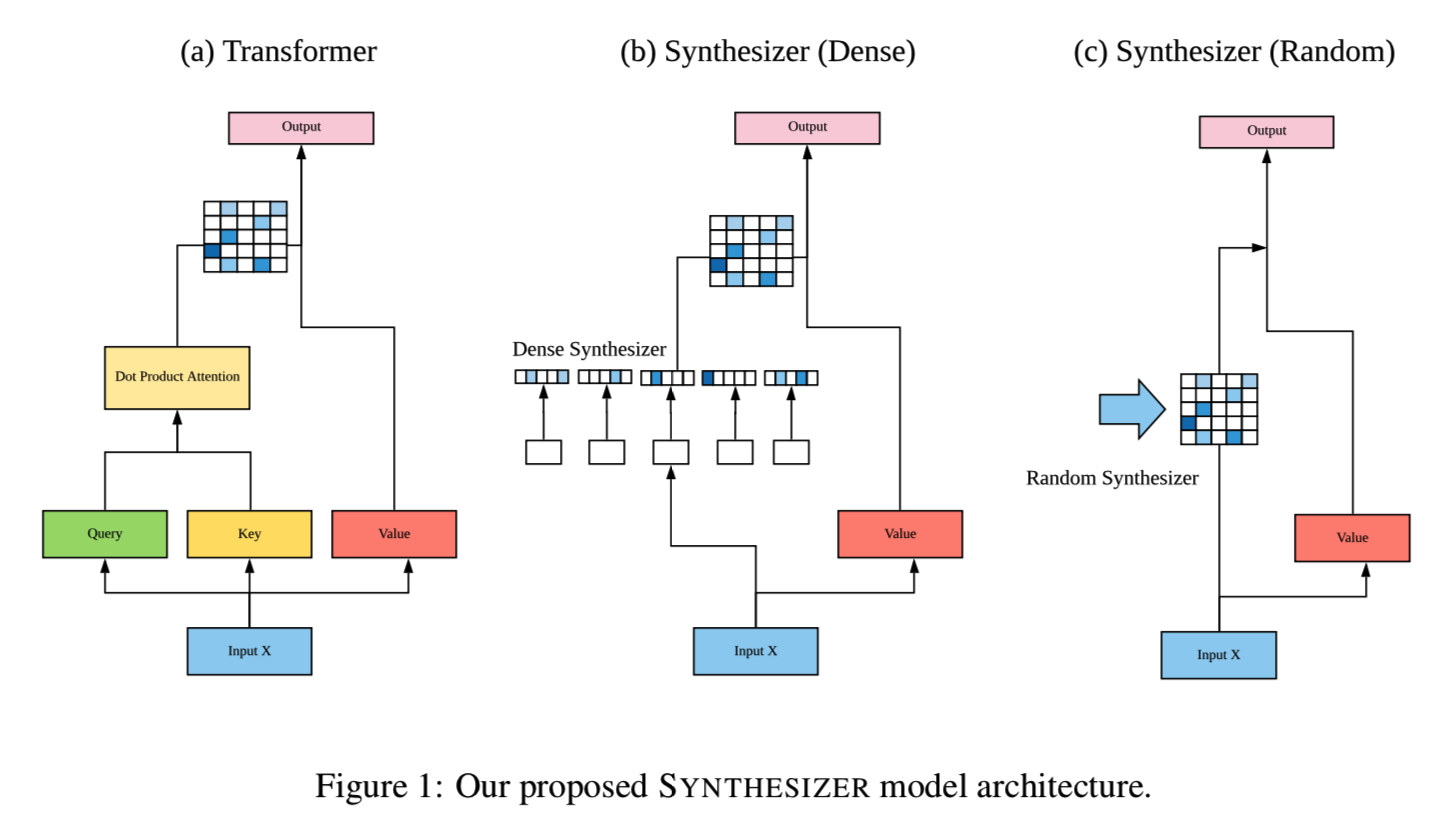 (a) Transformer
Output
Dot Product Attention
Query
Key
Value
Input X
(b) Synthesizer (Dense)
Output
Dense Synthesizer
Value
Input X
(c) Synthesizer (Random)
Output
Random Synthesizer
Value
Input X
Figure 1: Our proposed SYNTHESIZER model architecture.